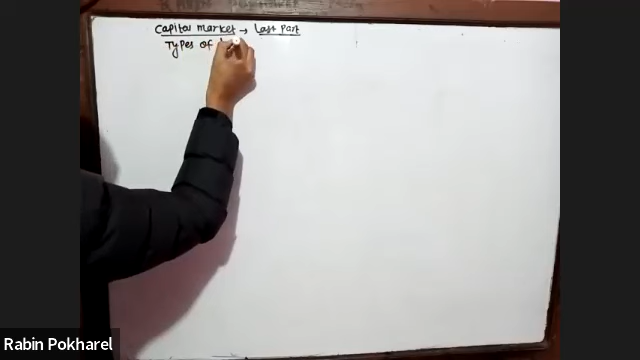 Capital market → Last part
Types of
Rabin Pokharel